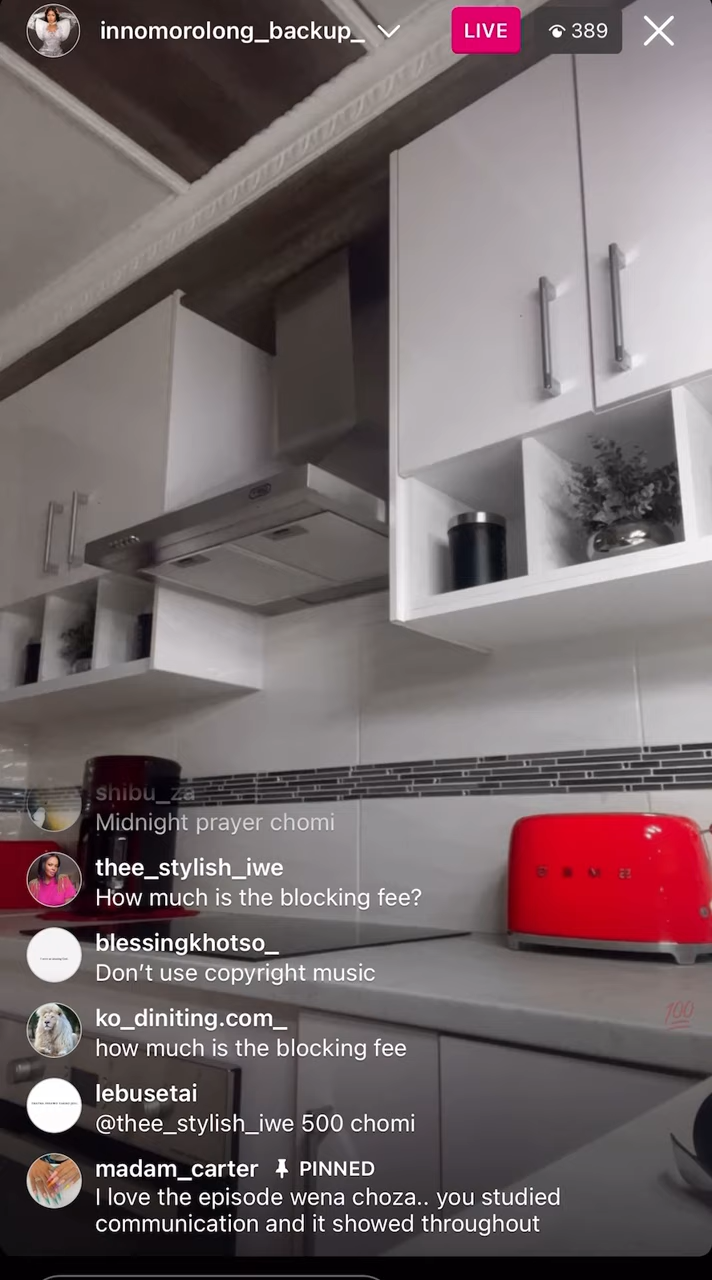 innomorolong_backup_
LIVE
389
shibu_za
Midnight prayer chomi
thee_stylish_iwe
How much is the blocking fee?
blessingkhotso_
Don’t use copyright music
ko_diniting.com_
how much is the blocking fee
lebusetai
@thee_stylish_iwe 500 chomi
madam_carter PINNED
I love the episode wena choza.. you studied
communication and it showed throughout
SMEG
💯